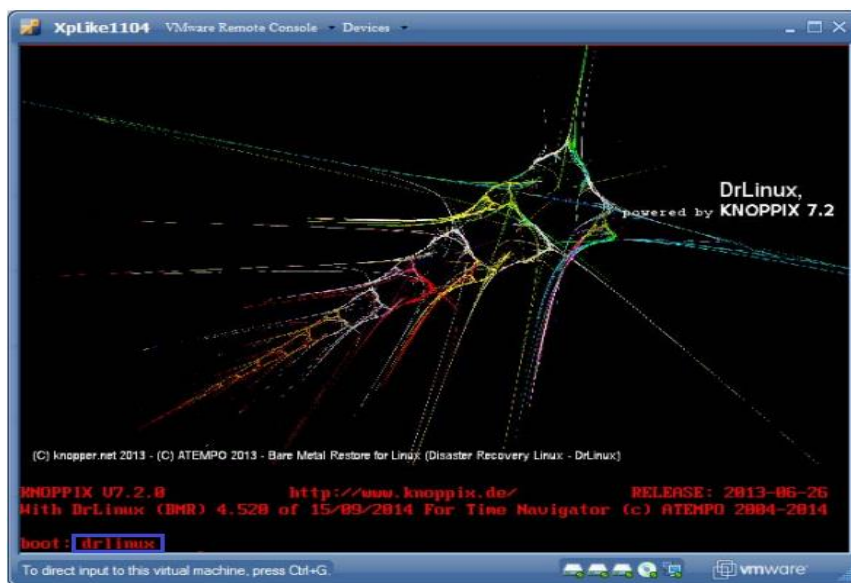 XpLike1104 VMware Remote Console Devices
DrLinux,
powered by KNOPPIX 7.2
(C) knopper.net 2013 - (C) ATEMPO 2013 - Bare Metal Restore for Linux (Disaster Recovery Linux - DrLinux)
KNOPPIX V7.2.0 http://www.knoppix.de/ RELEASE: 2013-06-26
With DrLinux (BMR) 4.520 of 15/09/2014 For Time Navigator (c) ATEMPO 2004-2014
boot: drlinux_
To direct input to this virtual machine, press Ctrl+G.
vmware